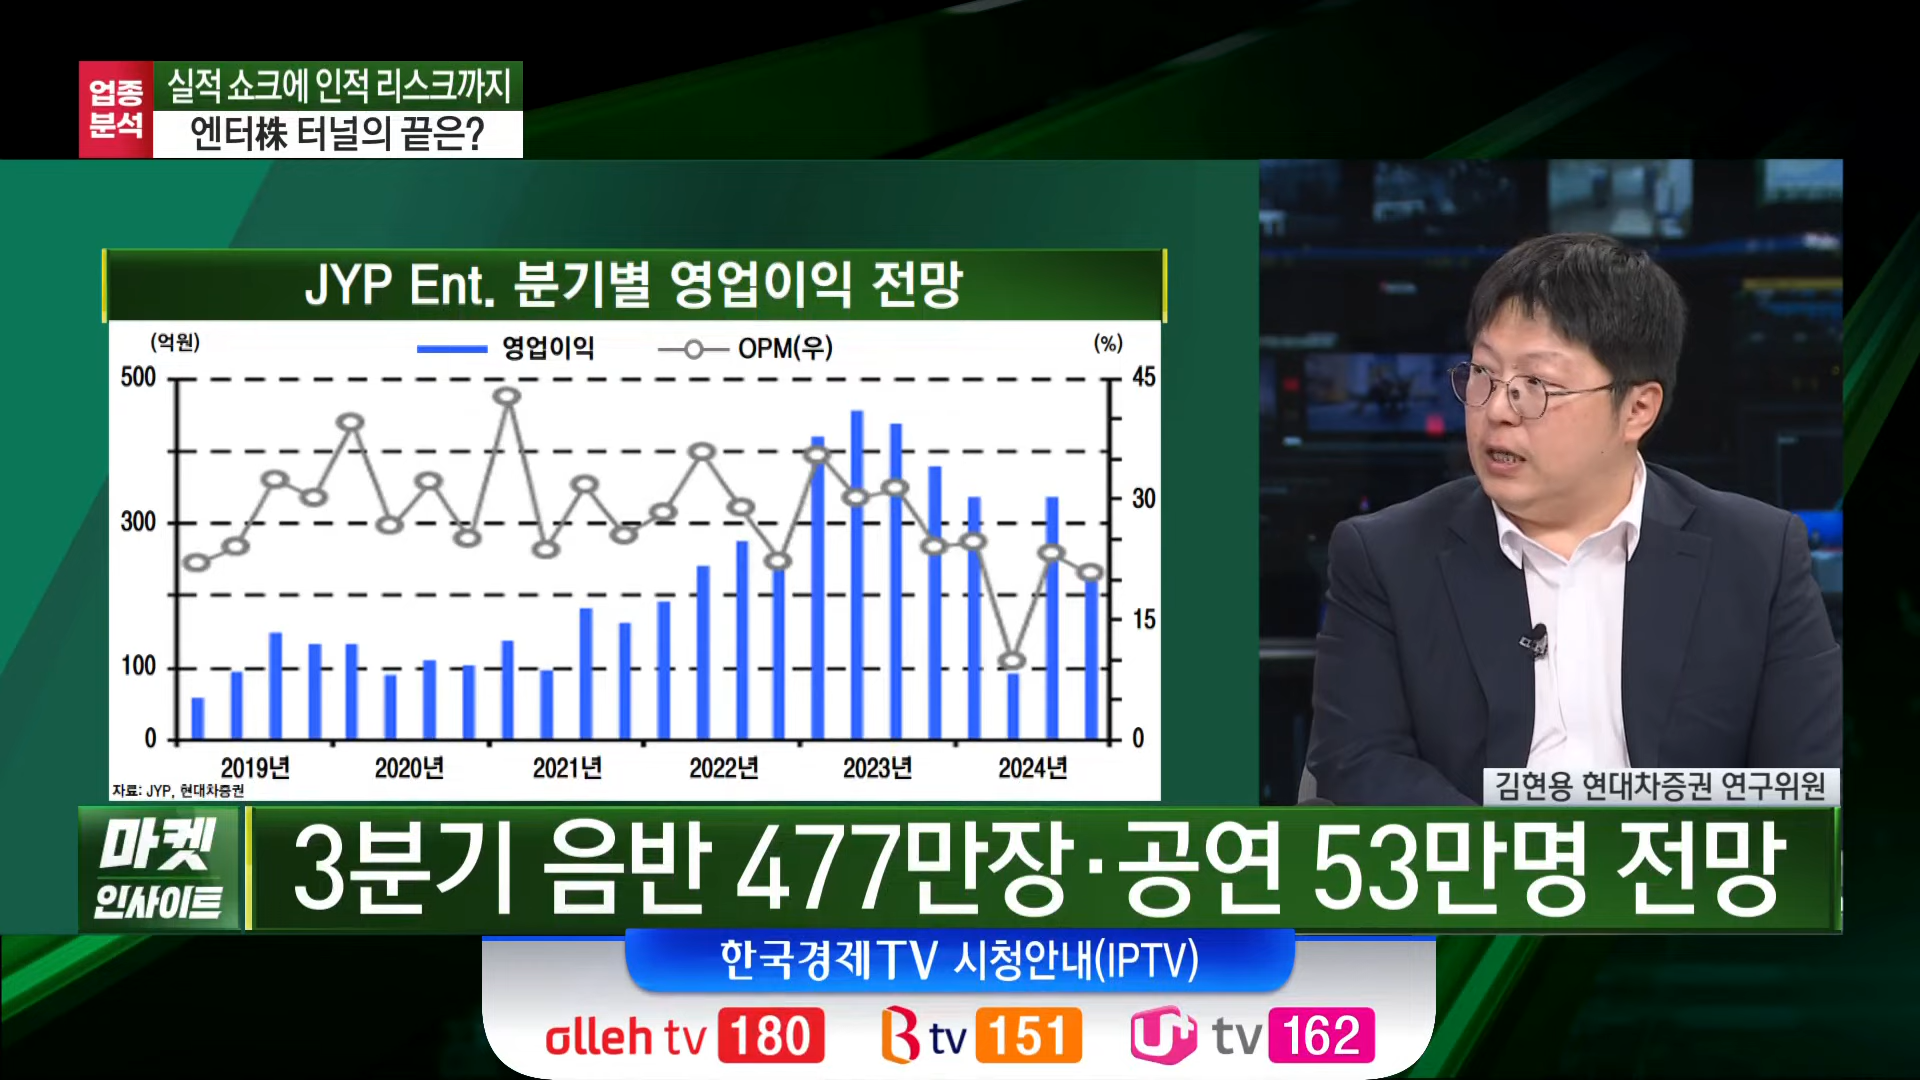 업종
분석
실적 쇼크에 인적 리스크까지
엔터株 터널의 끝은?
JYP Ent. 분기별 영업이익 전망
(억원)
영업이익
OPM(우)
(%)
500
300
100
0
45
30
15
0
2019년
2020년
2021년
2022년
2023년
2024년
자료: JYP, 현대차증권
김현용 현대차증권 연구위원
마켓
인사이트
3분기 음반 477만장·공연 53만명 전망
한국경제TV 시청안내(IPTV)
olleh tv 180
B tv 151
U+ tv 162